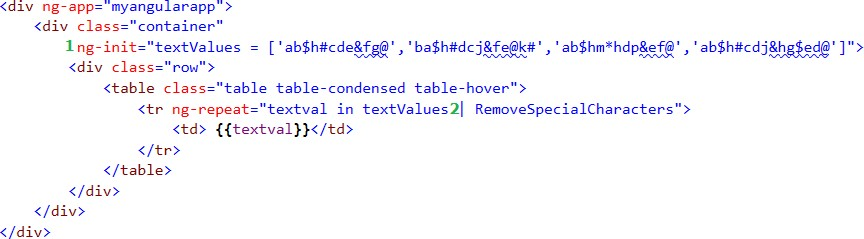 <div ng-app="myangularapp">
<div class="container"
1 ng-init="textValues = ['ab$h#cde&fg@','ba$h#dcj&fe@k#','ab$hm*hdp&ef@','ab$h#cdj&hg$ed@']">
<div class="row">
<table class="table table-condensed table-hover">
<tr ng-repeat="textval in textValues2| RemoveSpecialCharacters">
<td> {{textval}}</td>
</tr>
</table>
</div>
</div>
</div>